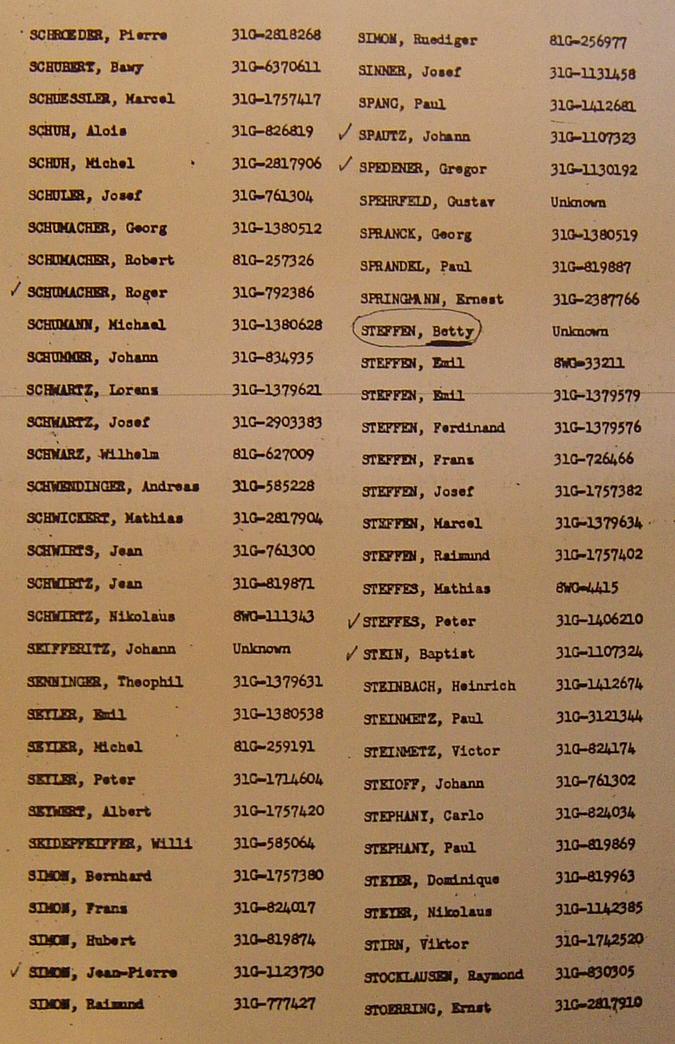 SCHROEDER, Pierre 31G-2818268
SCHUBERT, Bawy 31G-6370611
SCHUESSLER, Marcel 31G-1757417
SCHUH, Alois 31G-826819
SCHUH, Michel 31G-2817906
SCHULER, Josef 31G-761304
SCHUMACHER, Georg 31G-1380512
SCHUMACHER, Robert 81G-257326
✓ SCHUMACHER, Roger 31G-792386
SCHUMANN, Michael 31G-1380628
SCHUMMER, Johann 31G-834935
SCHWARTZ, Lorens 31G-1379621
SCHWARTZ, Josef 31G-2903383
SCHWARZ, Wilhelm 81G-627009
SCHWENDINGER, Andreas 31G-585228
SCHWICKERT, Mathias 31G-2817904
SCHWIRTS, Jean 31G-761300
SCHWIRTZ, Jean 31G-819871
SCHWIRTZ, Nikolaus 8WG-111343
SEIFFERITZ, Johann Unknown
SENNINGER, Theophil 31G-1379631
SEYLER, Emil 31G-1380538
SEYLER, Michel 81G-259191
SEYLER, Peter 31G-1714604
SEYWERT, Albert 31G-1757420
SEIDEPFEIFFER, Willi 31G-585064
SIMON, Bernhard 31G-1757380
SIMON, Frans 31G-824017
SIMON, Hubert 31G-819874
✓ SIMON, Jean-Pierre 31G-1123730
SIMON, Raimund 31G-777427
SIMON, Ruediger 81G-256977
SINNER, Josef 31G-1131458
SPANG, Paul 31G-1412681
✓ SPAUTZ, Johann 31G-1107323
✓ SPEDENER, Gregor 31G-1130192
SPEHRFELD, Gustav Unknown
SPRANCK, Georg 31G-1380519
SPRANDEL, Paul 31G-819887
SPRINGMANN, Ernest 31G-2387766
STEFFEN, Betty Unknown
STEFFEN, Emil 8WG-33211
STEFFEN, Emil 31G-1379579
STEFFEN, Ferdinand 31G-1379576
STEFFEN, Frans 31G-726466
STEFFEN, Josef 31G-1757382
STEFFEN, Marcel 31G-1379634
STEFFEN, Raimund 31G-1757402
STEFFES, Mathias 8WG-4415
✓ STEFFES, Peter 31G-1406210
✓ STEIN, Baptist 31G-1107324
STEINBACH, Heinrich 31G-1412674
STEINMETZ, Paul 31G-3121344
STEINMETZ, Victor 31G-824174
STEIOFF, Johann 31G-761302
STEPHANY, Carlo 31G-824034
STEPHANY, Paul 31G-819869
STEYER, Dominique 31G-819963
STEYER, Nikolaus 31G-1142385
STIRN, Viktor 31G-1742520
STOCKLAUSEN, Raymond 31G-830305
STOERRING, Ernst 31G-2817910